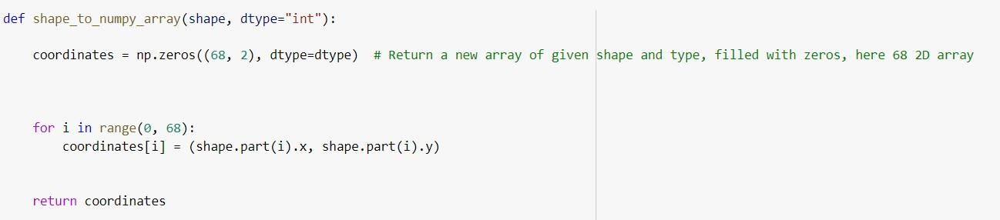 def shape_to_numpy_array(shape, dtype="int"):
coordinates = np.zeros((68, 2), dtype=dtype)  # Return a new array of given shape and type, filled with zeros, here 68 2D array
for i in range(0, 68):
coordinates[i] = (shape.part(i).x, shape.part(i).y)
return coordinates